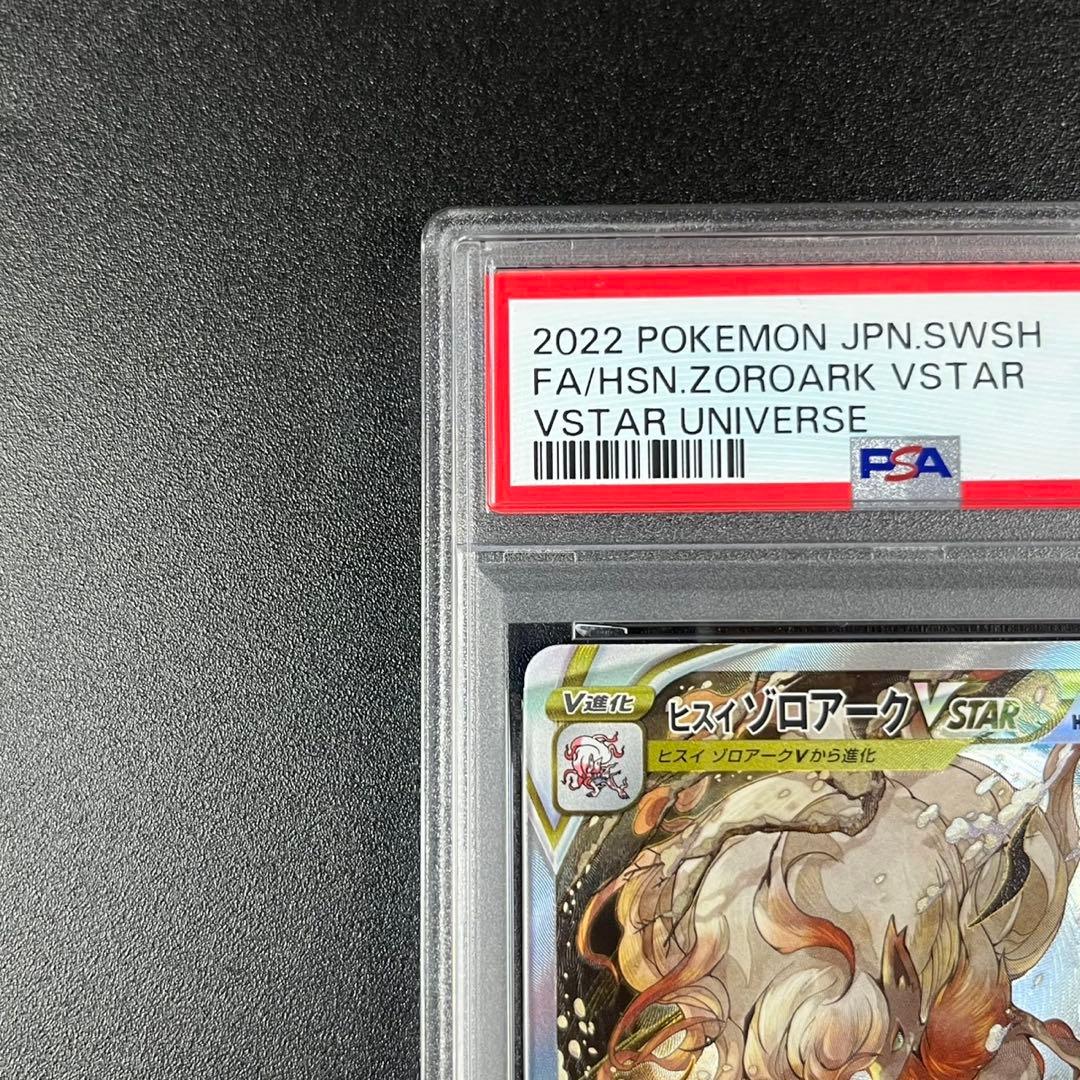 2022 POKEMON JPN.SWSH
FA/HSN.ZOROARK VSTAR
VSTAR UNIVERSE
PSA
V進化
ヒスイ ゾロアークVSTAR
H
ヒスイ ゾロアークVから進化